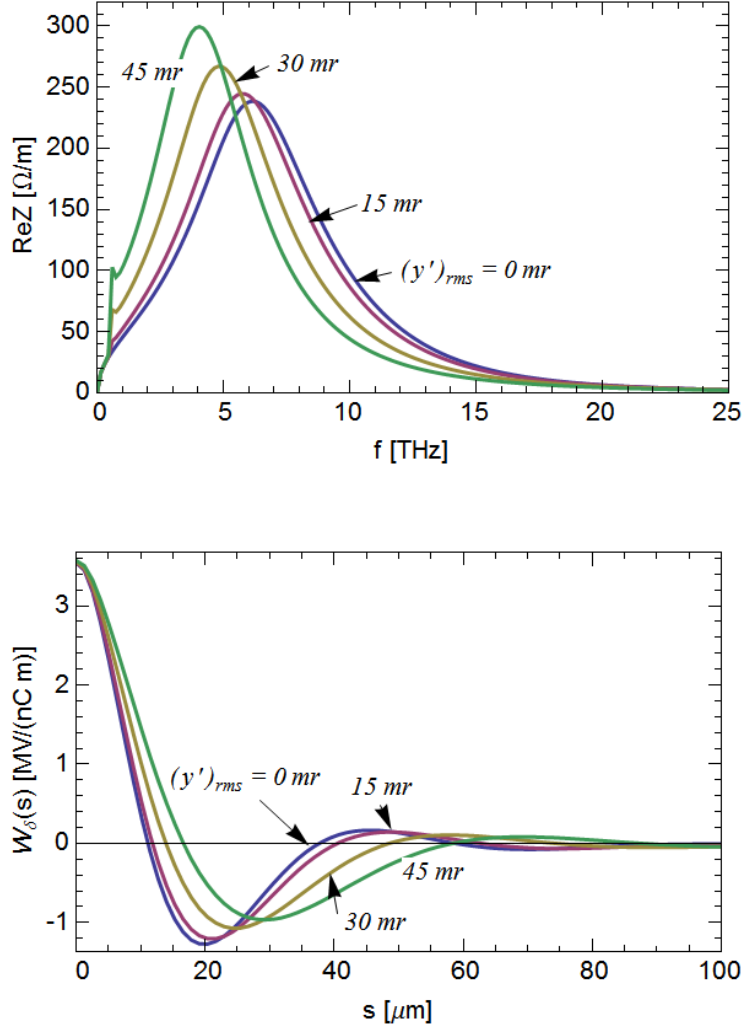 300
250
200
150
100
50
0
ReZ [Ω/m]
45 mr
30 mr
15 mr
(y')rms = 0 mr
0 5 10 15 20 25
f [THz]
3
2
1
0
-1
Wδ(s) [MV/(nC m)]
(y')rms = 0 mr
15 mr
45 mr
30 mr
0 20 40 60 80 100
s [μm]